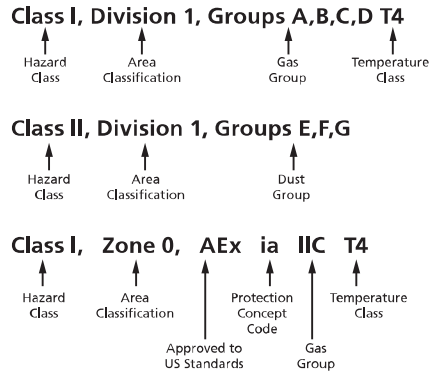 Class I, Division 1, Groups A,B,C,D T4
Hazard Class
Area Classification
Gas Group
Temperature Class
Class II, Division 1, Groups E,F,G
Hazard Class
Area Classification
Dust Group
Class I, Zone 0, AEx ia IIC T4
Hazard Class
Area Classification
Protection Concept Code
Temperature Class
Approved to US Standards
Gas Group